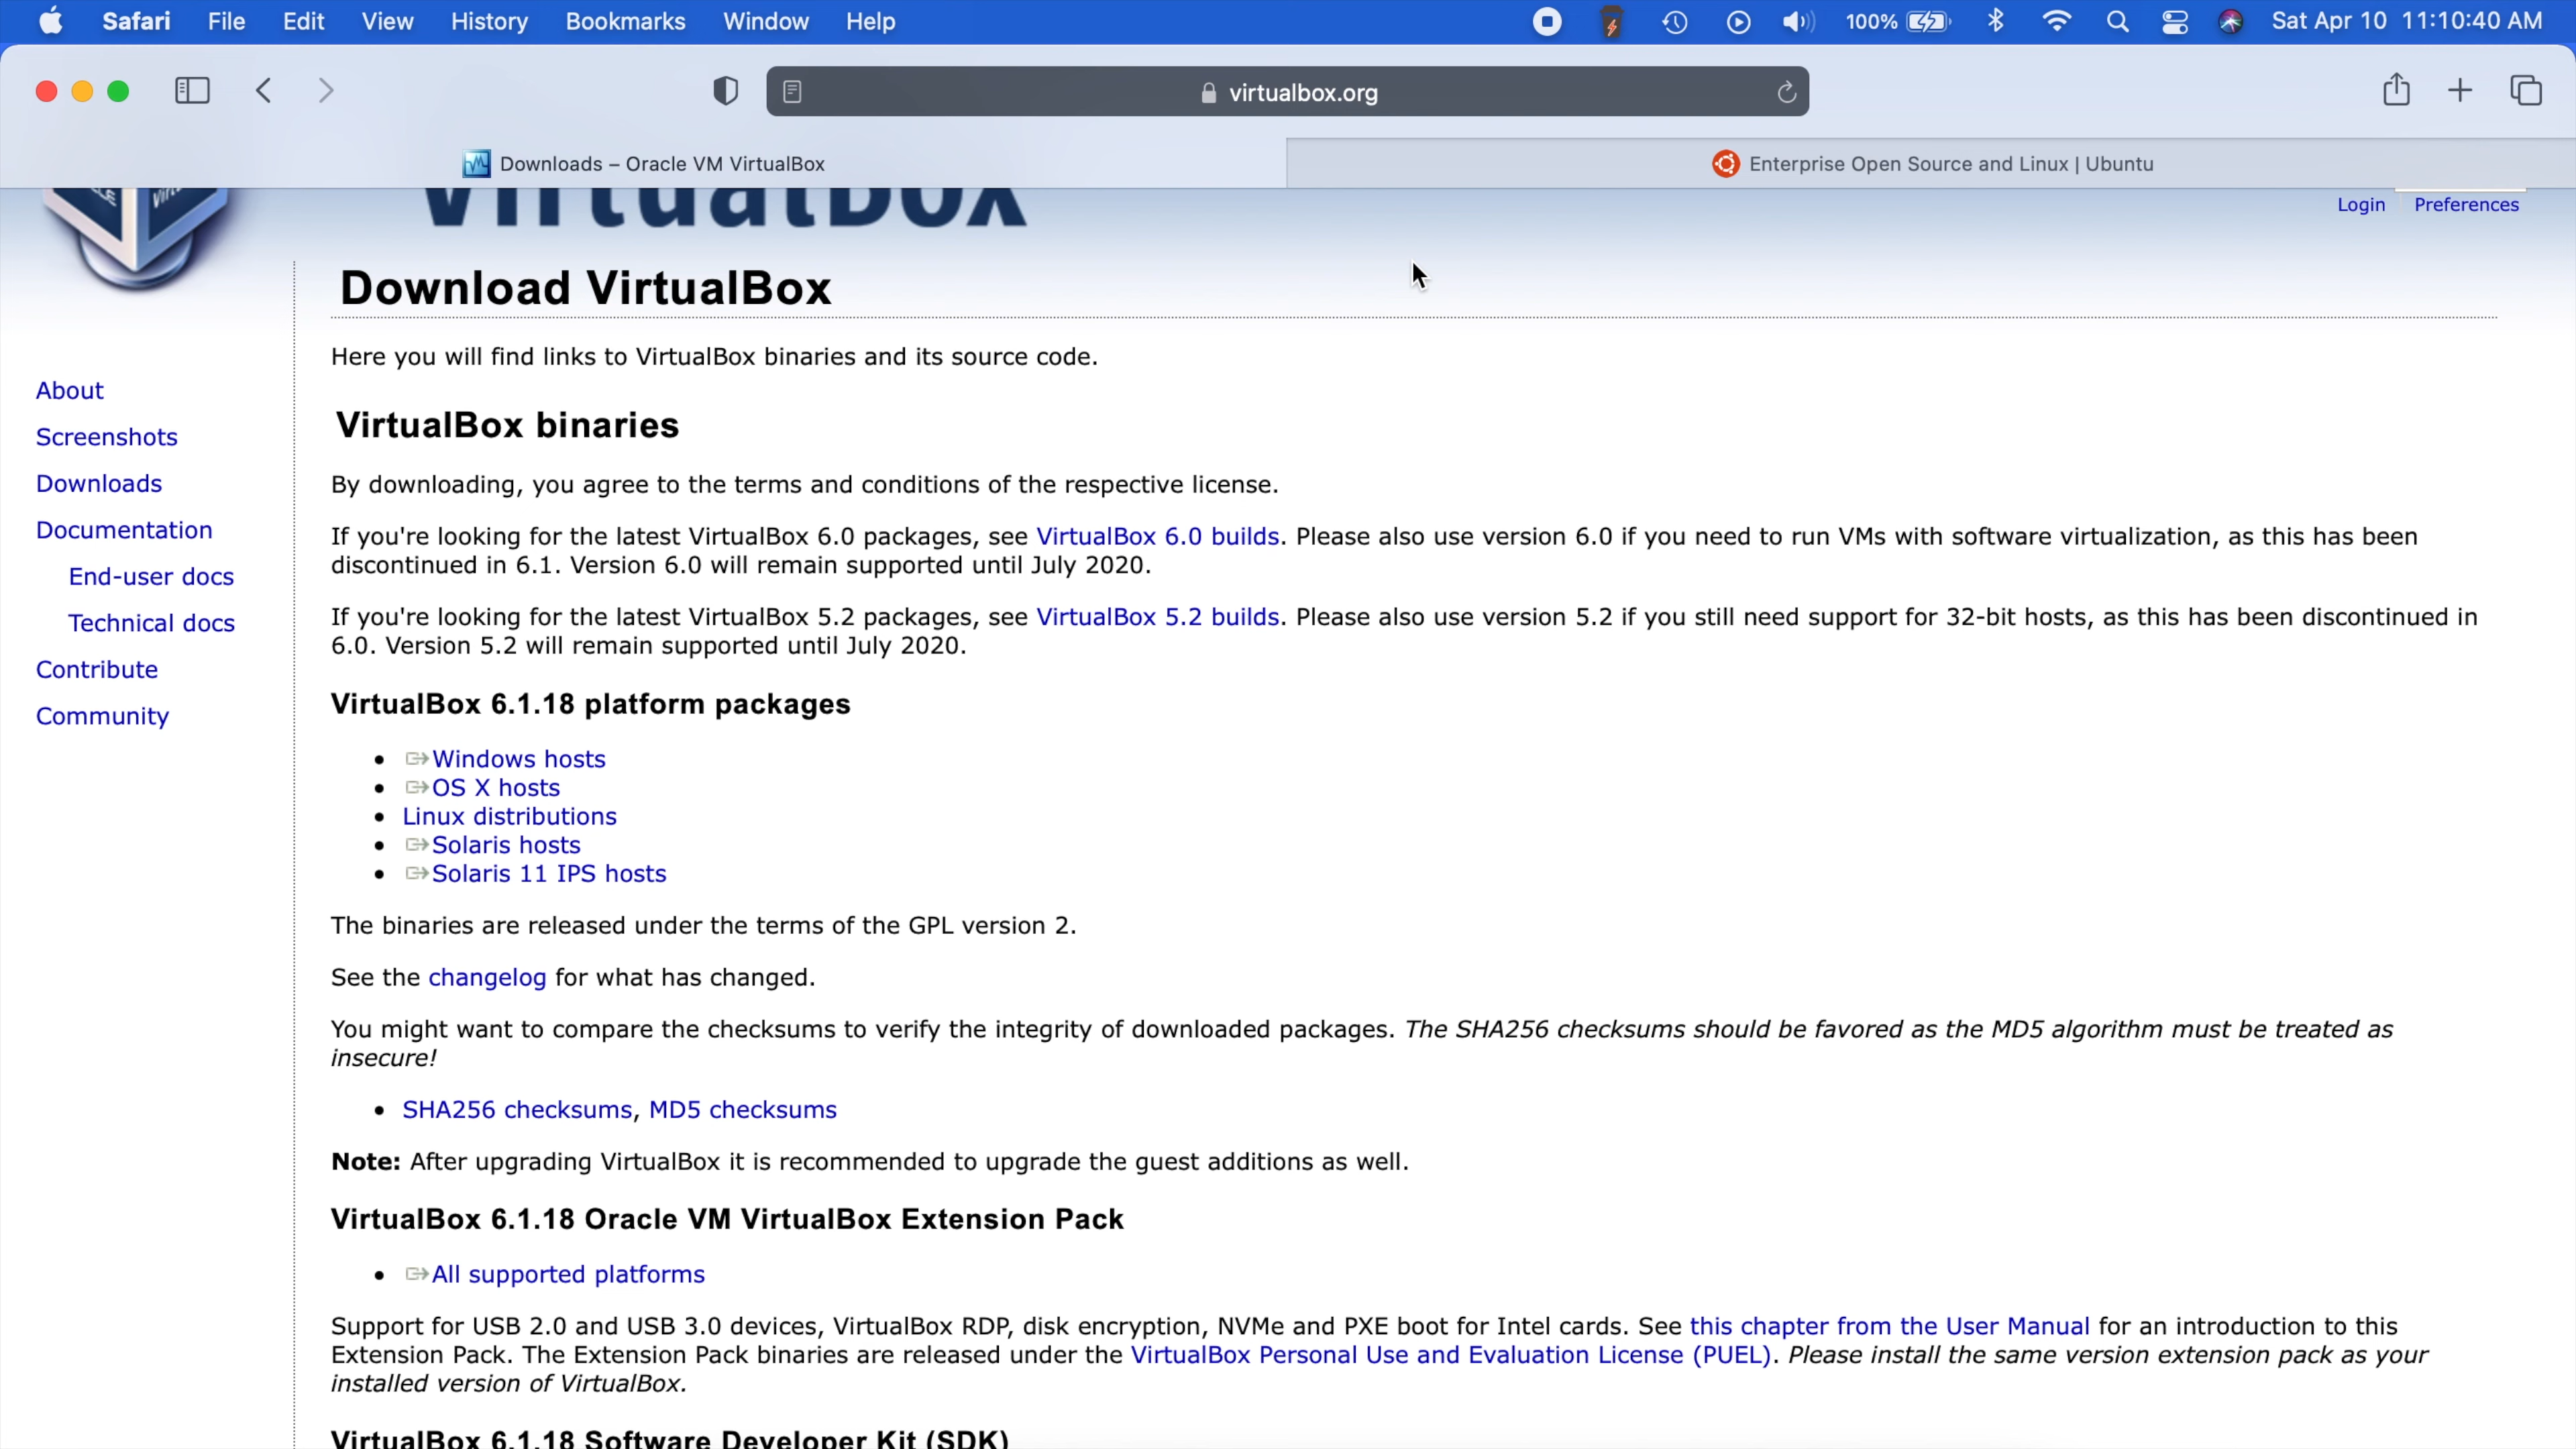 Safari File Edit View History Bookmarks Window Help 100% Sat Apr 10 11:10:40 AM
virtualbox.org
Downloads – Oracle VM VirtualBox
Enterprise Open Source and Linux | Ubuntu
VirtualBox
Login Preferences
Download VirtualBox
Here you will find links to VirtualBox binaries and its source code.
About
Screenshots
Downloads
Documentation
End-user docs
Technical docs
Contribute
Community
VirtualBox binaries
By downloading, you agree to the terms and conditions of the respective license.
If you're looking for the latest VirtualBox 6.0 packages, see VirtualBox 6.0 builds. Please also use version 6.0 if you need to run VMs with software virtualization, as this has been
discontinued in 6.1. Version 6.0 will remain supported until July 2020.
If you're looking for the latest VirtualBox 5.2 packages, see VirtualBox 5.2 builds. Please also use version 5.2 if you still need support for 32-bit hosts, as this has been discontinued in
6.0. Version 5.2 will remain supported until July 2020.
VirtualBox 6.1.18 platform packages
• Windows hosts
• OS X hosts
• Linux distributions
• Solaris hosts
• Solaris 11 IPS hosts
The binaries are released under the terms of the GPL version 2.
See the changelog for what has changed.
You might want to compare the checksums to verify the integrity of downloaded packages. The SHA256 checksums should be favored as the MD5 algorithm must be treated as
insecure!
• SHA256 checksums, MD5 checksums
Note: After upgrading VirtualBox it is recommended to upgrade the guest additions as well.
VirtualBox 6.1.18 Oracle VM VirtualBox Extension Pack
• All supported platforms
Support for USB 2.0 and USB 3.0 devices, VirtualBox RDP, disk encryption, NVMe and PXE boot for Intel cards. See this chapter from the User Manual for an introduction to this
Extension Pack. The Extension Pack binaries are released under the VirtualBox Personal Use and Evaluation License (PUEL). Please install the same version extension pack as your
installed version of VirtualBox.
VirtualBox 6.1.18 Software Developer Kit (SDK)